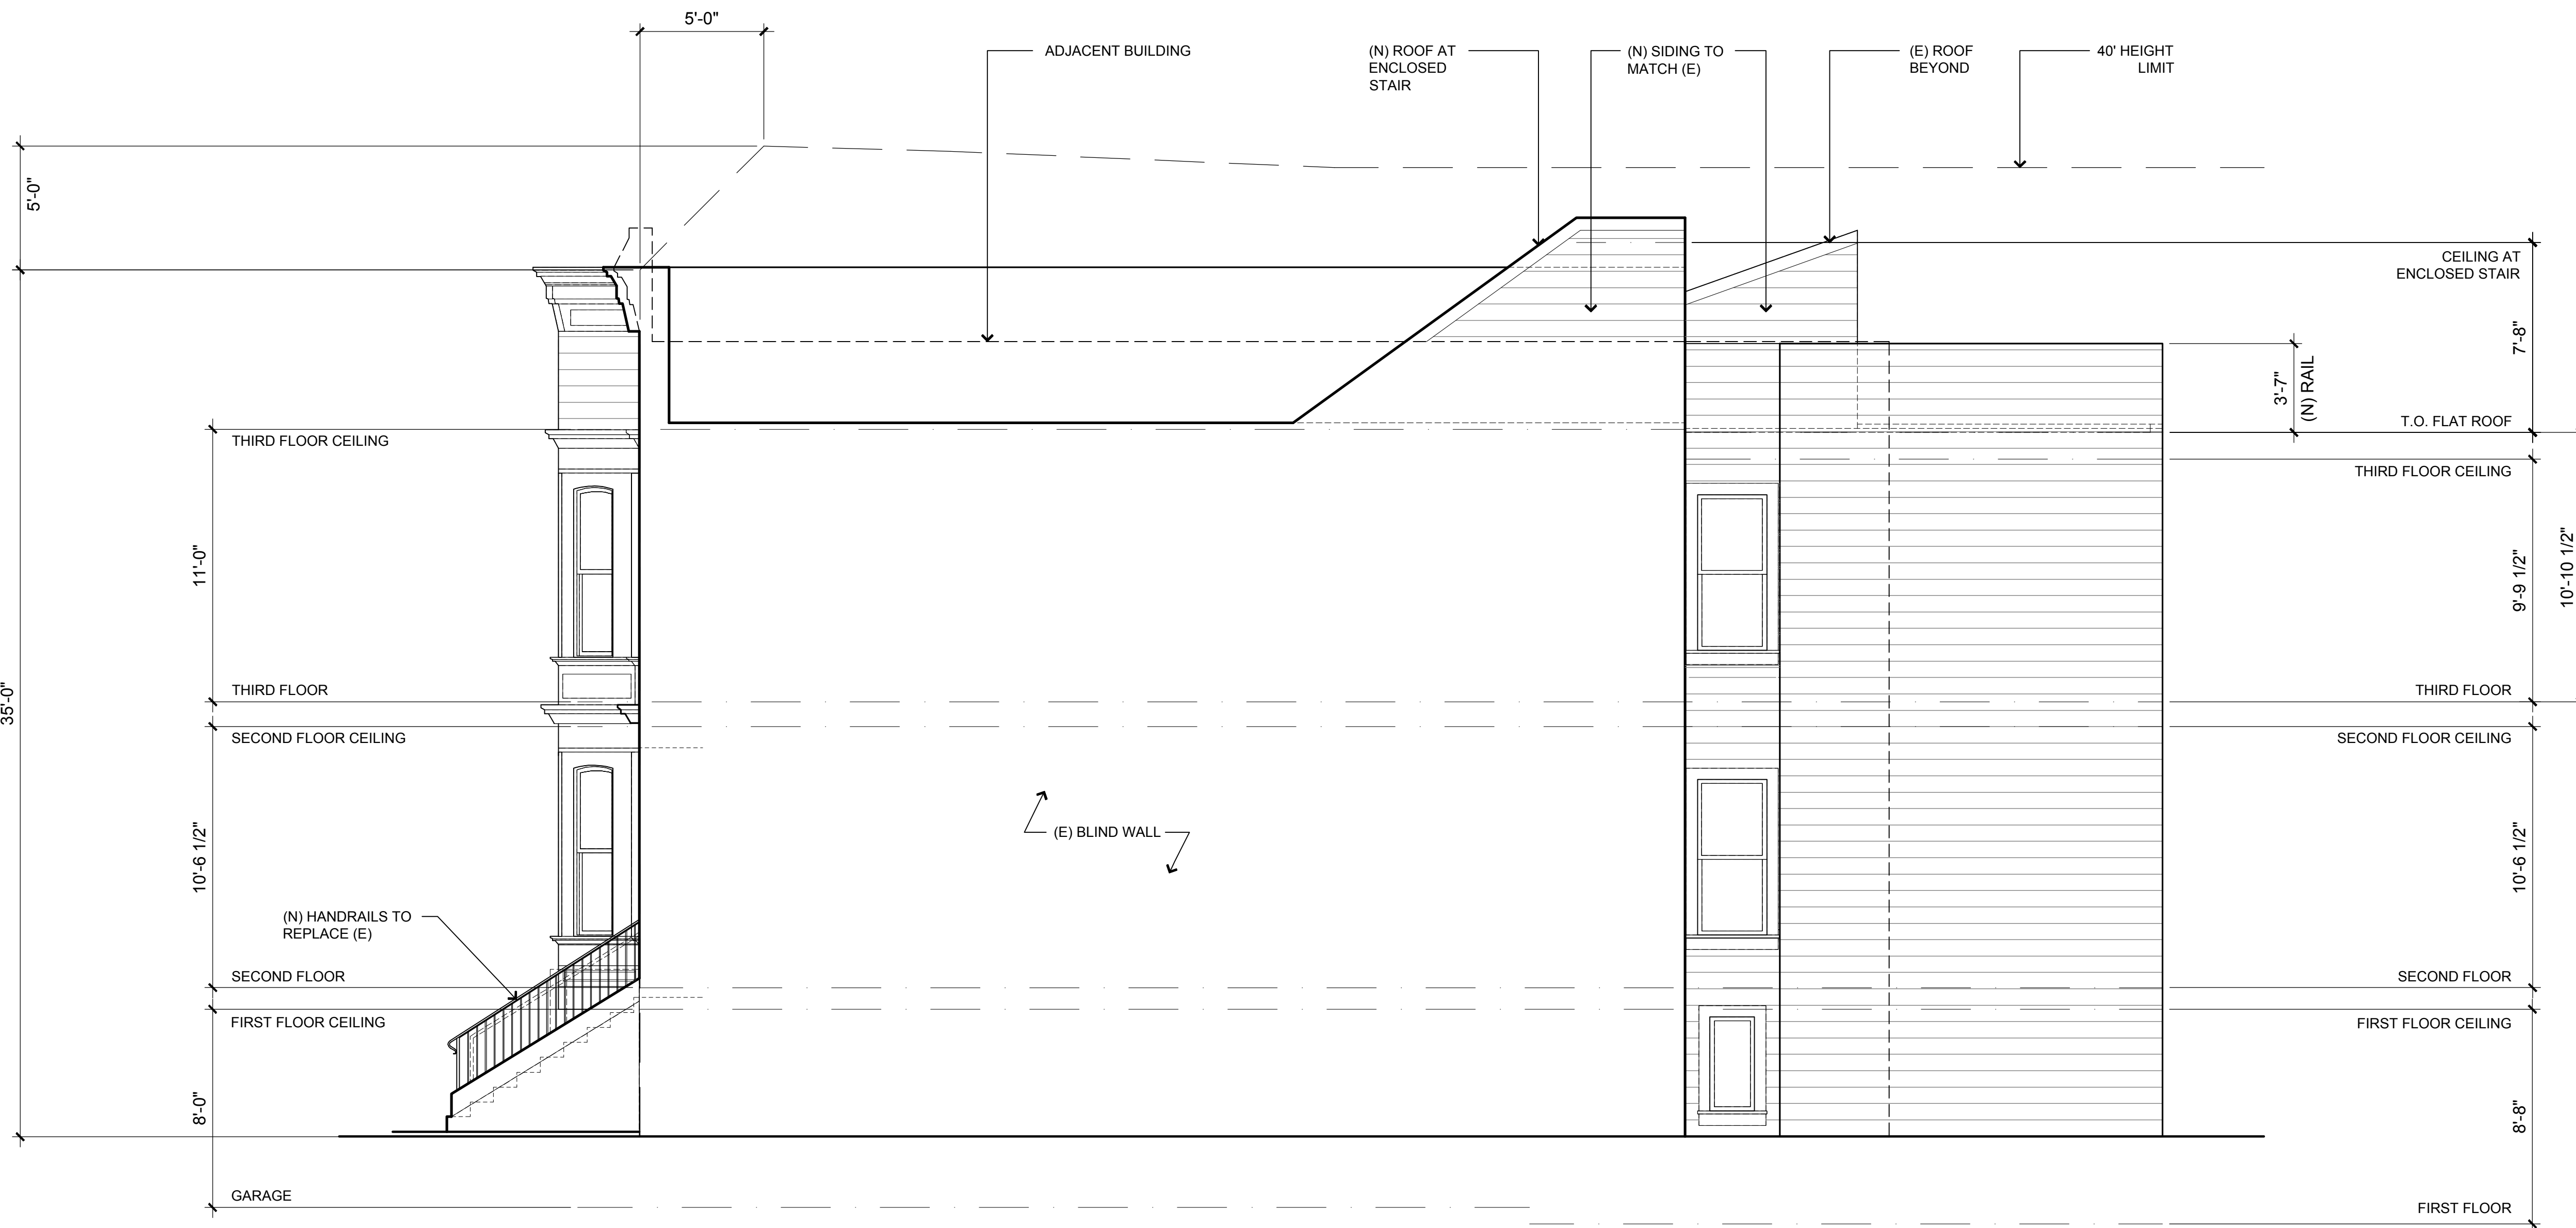 5'-0"
ADJACENT BUILDING
(N) ROOF AT
ENCLOSED
STAIR
(N) SIDING TO
MATCH (E)
(E) ROOF
BEYOND
40' HEIGHT
LIMIT
5'-0"
35'-0"
CEILING AT
ENCLOSED STAIR
7'-8"
3'-7"
(N) RAIL
T.O. FLAT ROOF
THIRD FLOOR CEILING
THIRD FLOOR CEILING
11'-0"
9'-9 1/2"
10'-10 1/2"
THIRD FLOOR
THIRD FLOOR
SECOND FLOOR CEILING
SECOND FLOOR CEILING
(E) BLIND WALL
10'-6 1/2"
10'-6 1/2"
(N) HANDRAILS TO
REPLACE (E)
SECOND FLOOR
SECOND FLOOR
FIRST FLOOR CEILING
FIRST FLOOR CEILING
8'-0"
8'-8"
GARAGE
FIRST FLOOR